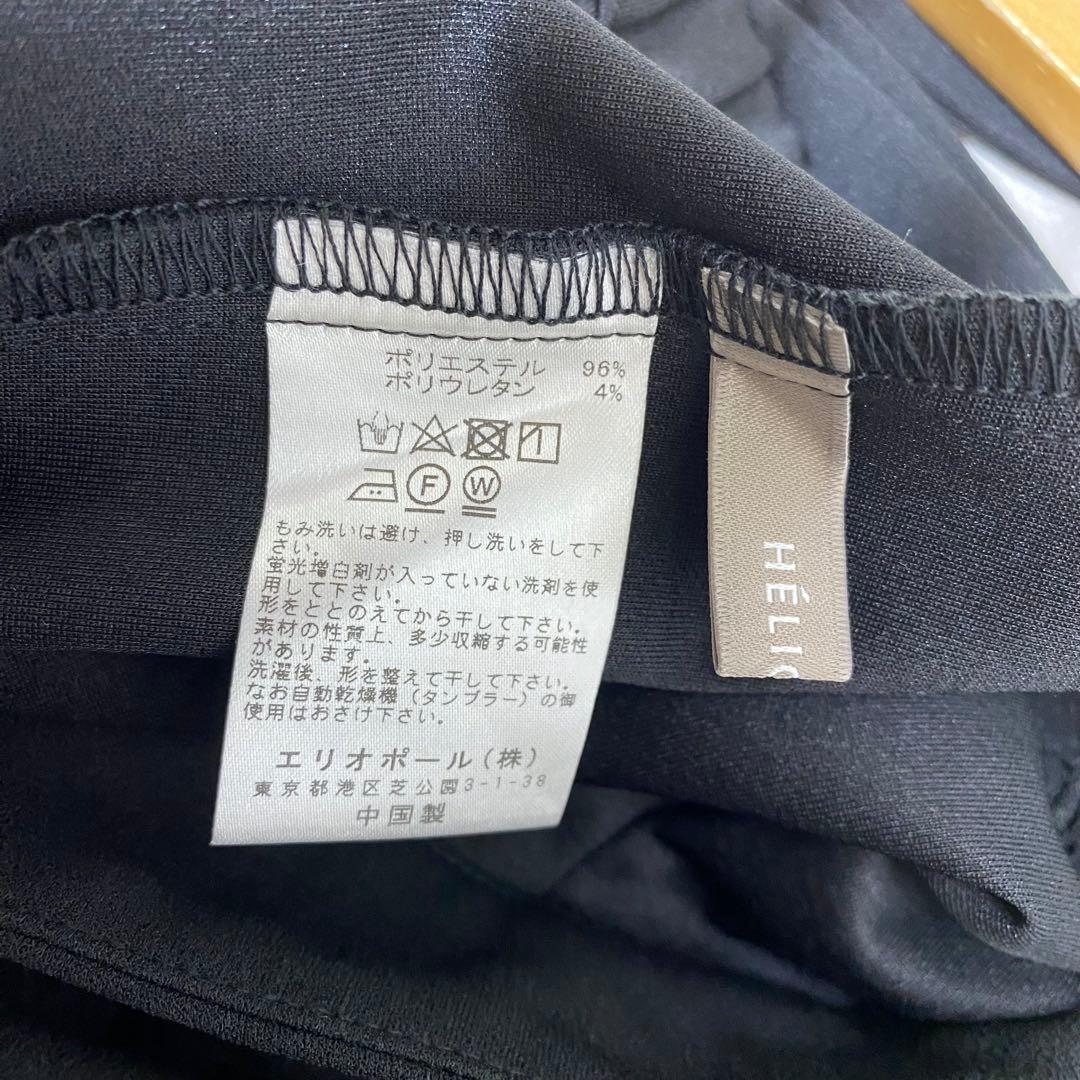 ポリエステル 96%
ポリウレタン 4%
F W
もみ洗いは避け、押し洗いをして下
さい。
蛍光増白剤が入っていない洗剤を使
用して下さい。
形をととのえてから干して下さい。
素材の性質上、多少収縮する可能性
があります。
洗濯後、形を整えて干して下さい。
なお自動乾燥機（タンブラー）の御
使用はおさけ下さい。
エリオポール(株)
東京都港区芝公園3-1-38
中国製
HÉLIO